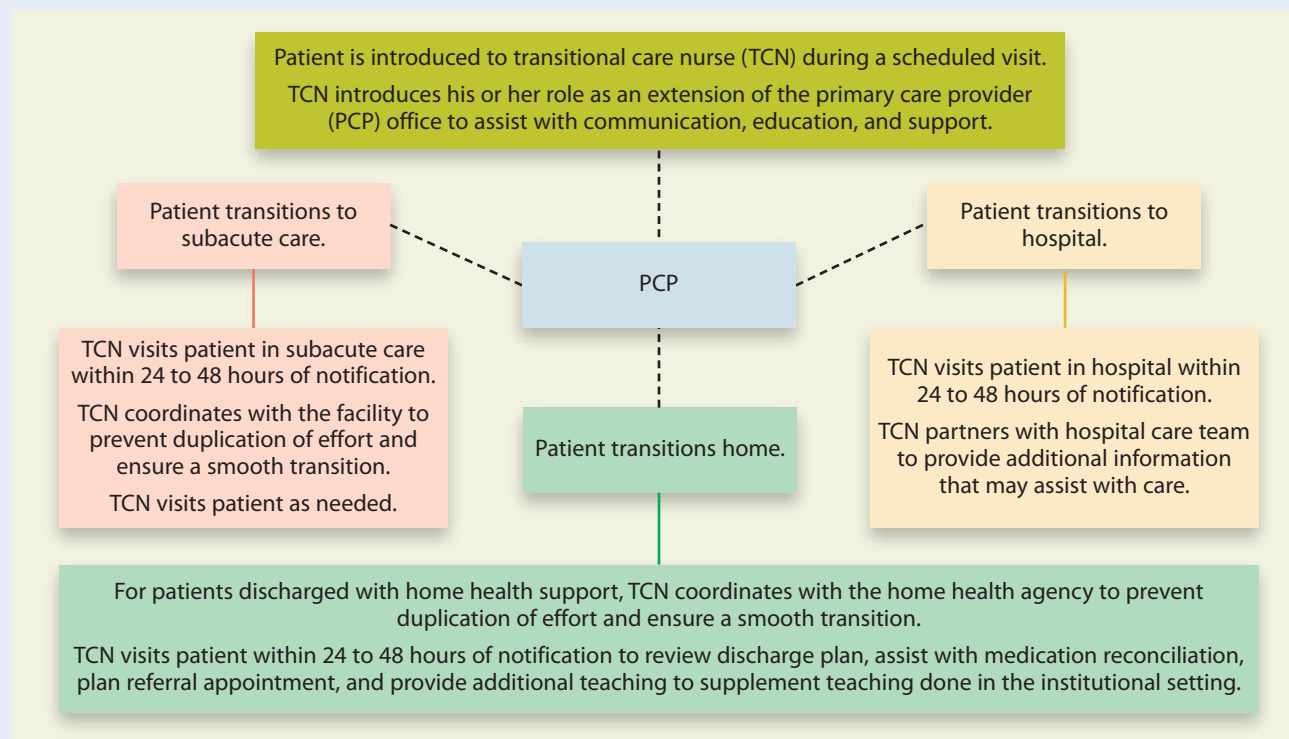 Patient is introduced to transitional care nurse (TCN) during a scheduled visit.
TCN introduces his or her role as an extension of the primary care provider
(PCP) office to assist with communication, education, and support.
Patient transitions to
subacute care.
PCP
Patient transitions to
hospital.
TCN visits patient in subacute care
within 24 to 48 hours of notification.
TCN coordinates with the facility to
prevent duplication of effort and
ensure a smooth transition.
TCN visits patient as needed.
Patient transitions home.
TCN visits patient in hospital within
24 to 48 hours of notification.
TCN partners with hospital care team
to provide additional information
that may assist with care.
For patients discharged with home health support, TCN coordinates with the home health agency to prevent
duplication of effort and ensure a smooth transition.
TCN visits patient within 24 to 48 hours of notification to review discharge plan, assist with medication reconciliation,
plan referral appointment, and provide additional teaching to supplement teaching done in the institutional setting.